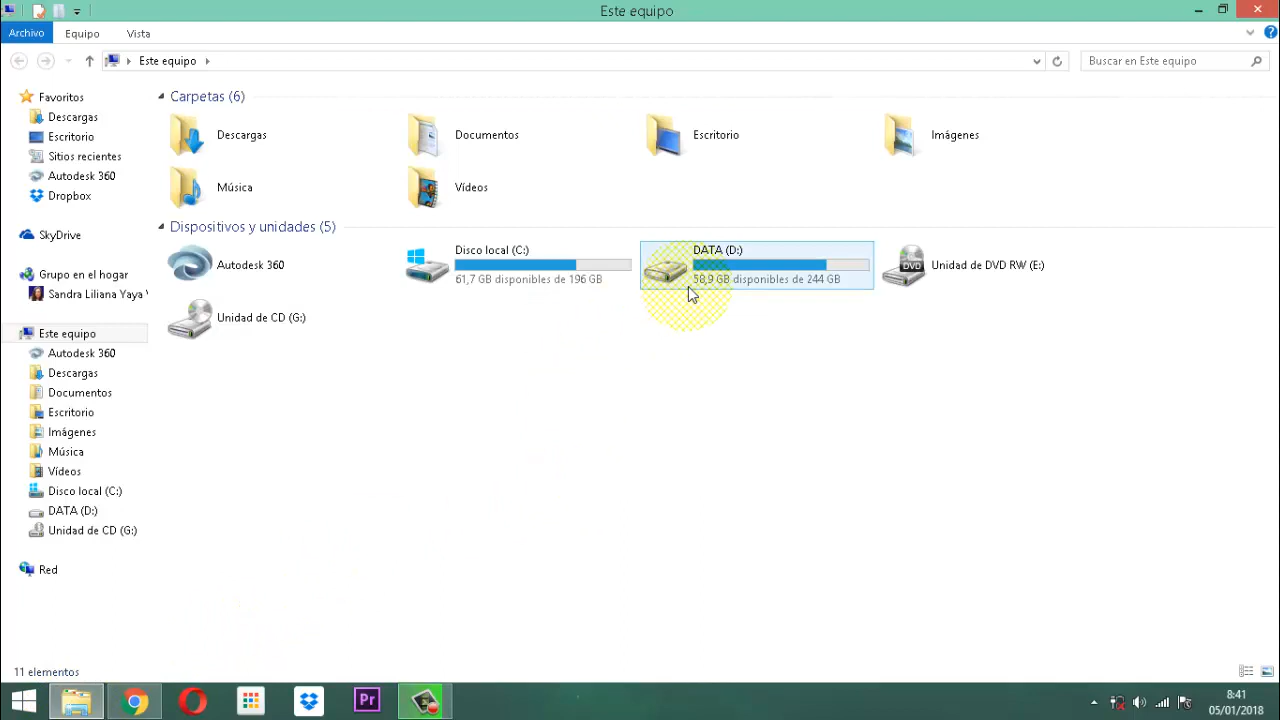 Este equipo
Archivo
Equipo
Vista
Este equipo
Buscar en Este equipo
Favoritos
Descargas
Escritorio
Sitios recientes
Autodesk 360
Dropbox
SkyDrive
Grupo en el hogar
Sandra Liliana Yaya
Este equipo
Autodesk 360
Descargas
Documentos
Escritorio
Imágenes
Música
Vídeos
Disco local (C:)
DATA (D:)
Unidad de CD (G:)
Red
Carpetas (6)
Descargas
Documentos
Escritorio
Imágenes
Música
Vídeos
Dispositivos y unidades (5)
Autodesk 360
Disco local (C:)
61,7 GB disponibles de 196 GB
DATA (D:)
58,9 GB disponibles de 244 GB
DVD
Unidad de DVD RW (E:)
Unidad de CD (G:)
11 elementos
Pr
8:41
05/01/2018